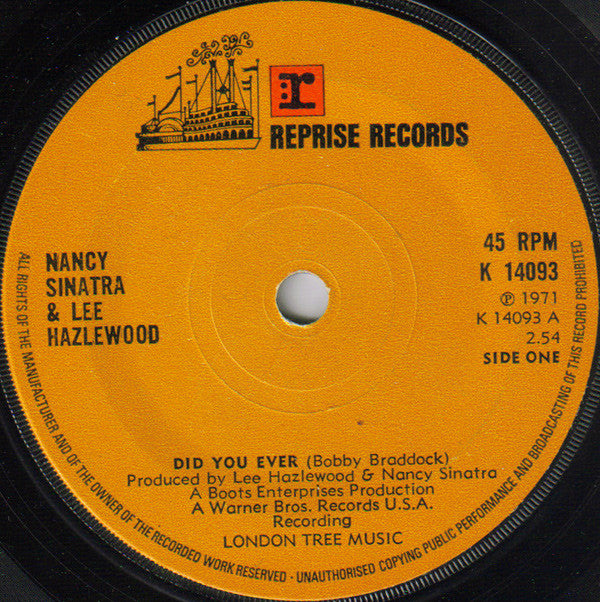 r
REPRISE RECORDS
NANCY
SINATRA
& LEE
HAZLEWOOD
45 RPM
K 14093
℗ 1971
K 14093 A
2.54
SIDE ONE
DID YOU EVER (Bobby Braddock)
Produced by Lee Hazlewood & Nancy Sinatra
A Boots Enterprises Production
A Warner Bros. Records U.S.A.
Recording
LONDON TREE MUSIC
ALL RIGHTS OF THE MANUFACTURER AND OF THE OWNER OF THE RECORDED WORK RESERVED - UNAUTHORISED COPYING PUBLIC PERFORMANCE AND BROADCASTING OF THIS RECORD PROHIBITED